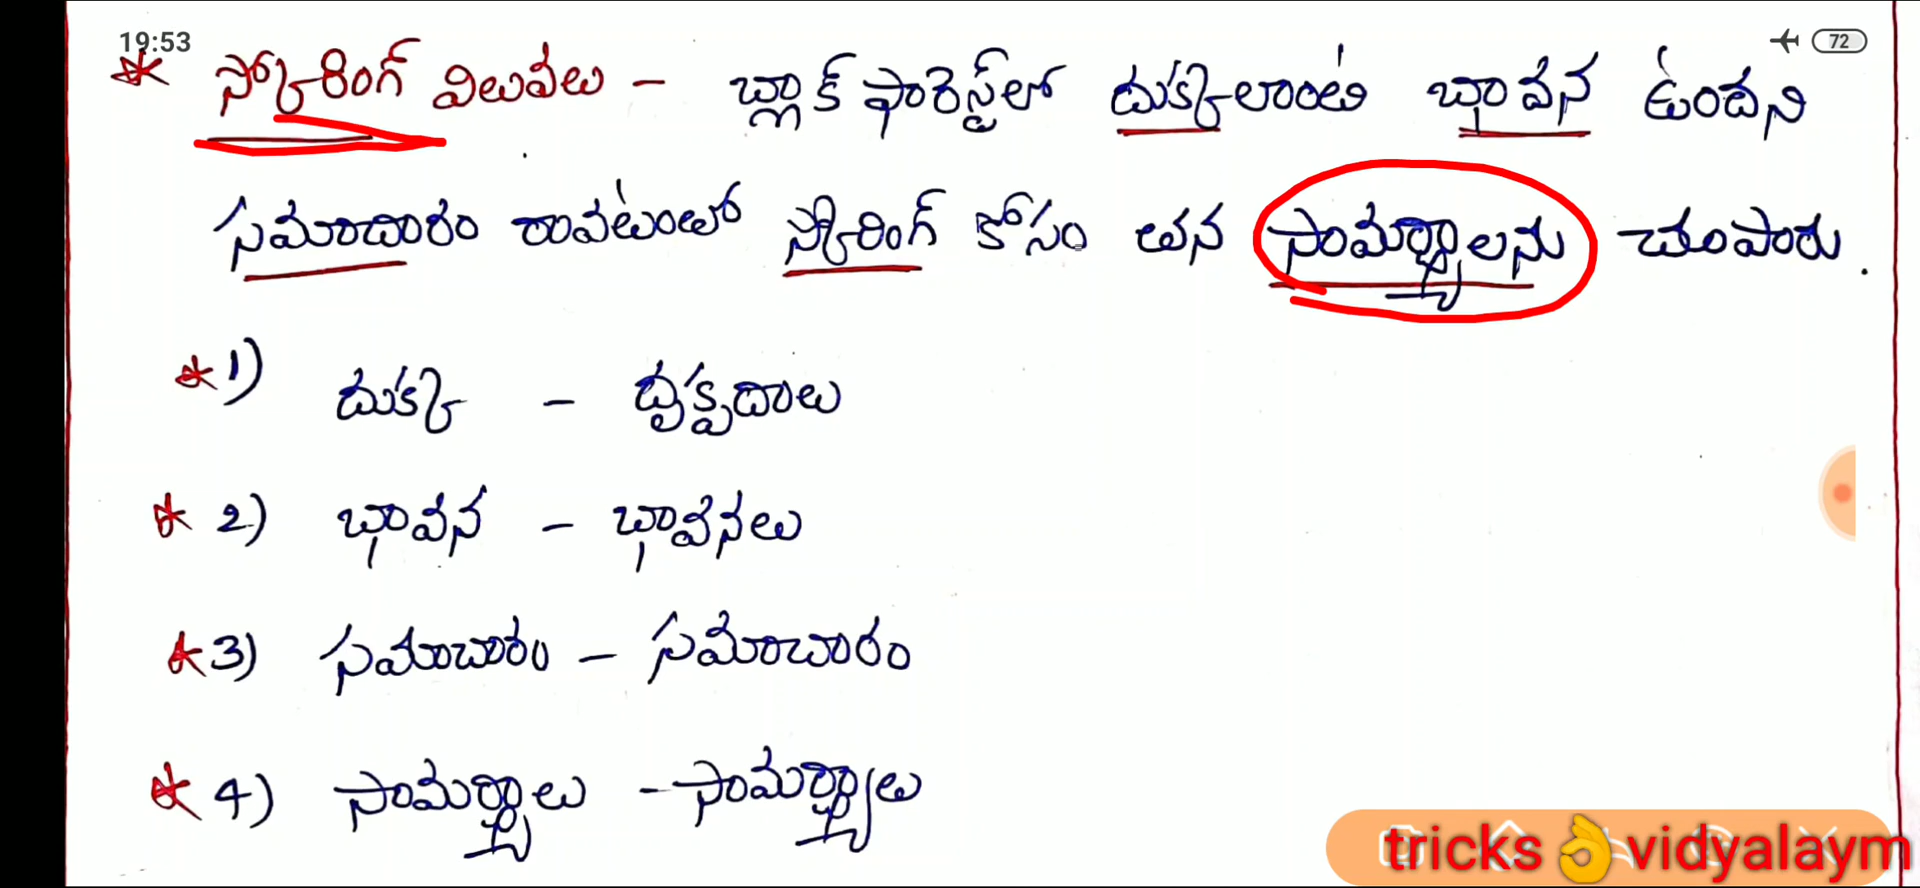 19:53
72
* స్కోరింగ్ విలువలు - బ్లాక్ ఫారెస్ట్‌లో దుక్కలాంటి భావన ఉందని
సమాచారం రావటంలో స్కోరింగ్ కోసం తన సామర్థ్యాలను చూపారు.
* 1) దుక్క - దృక్పదాలు
* 2) భావన - భావనలు
* 3) సమాచారం - సమాచారం
* 4) సామర్థ్యాలు - సామర్థ్యాలు
tricks 👌 vidyalaym